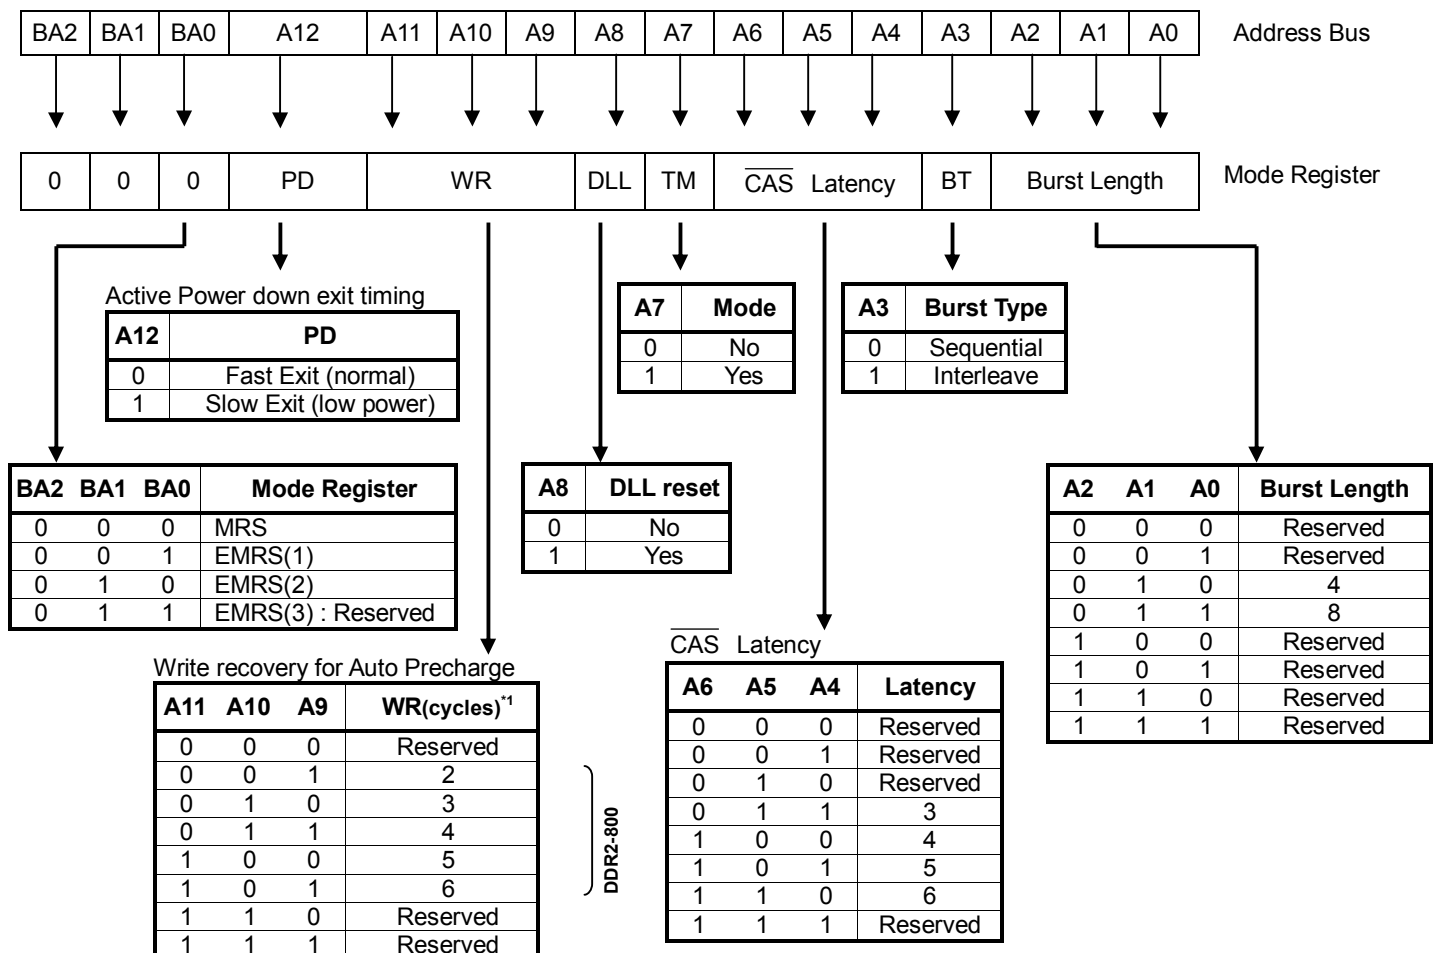 BA2 BA1 BA0 A12 A11 A10 A9 A8 A7 A6 A5 A4 A3 A2 A1 A0 Address Bus
0 0 0 PD WR DLL TM CAS Latency BT Burst Length Mode Register
Active Power down exit timing
A12 PD
0 Fast Exit (normal)
1 Slow Exit (low power)
A7 Mode
0 No
1 Yes
A3 Burst Type
0 Sequential
1 Interleave
BA2 BA1 BA0 Mode Register
0 0 0 MRS
0 0 1 EMRS(1)
0 1 0 EMRS(2)
0 1 1 EMRS(3) : Reserved
A8 DLL reset
0 No
1 Yes
A2 A1 A0 Burst Length
0 0 0 Reserved
0 0 1 Reserved
0 1 0 4
0 1 1 8
1 0 0 Reserved
1 0 1 Reserved
1 1 0 Reserved
1 1 1 Reserved
Write recovery for Auto Precharge
A11 A10 A9 WR(cycles)*1
0 0 0 Reserved
0 0 1 2
0 1 0 3
0 1 1 4
1 0 0 5
1 0 1 6
1 1 0 Reserved
1 1 1 Reserved
DDR2-800
CAS Latency
A6 A5 A4 Latency
0 0 0 Reserved
0 0 1 Reserved
0 1 0 Reserved
0 1 1 3
1 0 0 4
1 0 1 5
1 1 0 6
1 1 1 Reserved